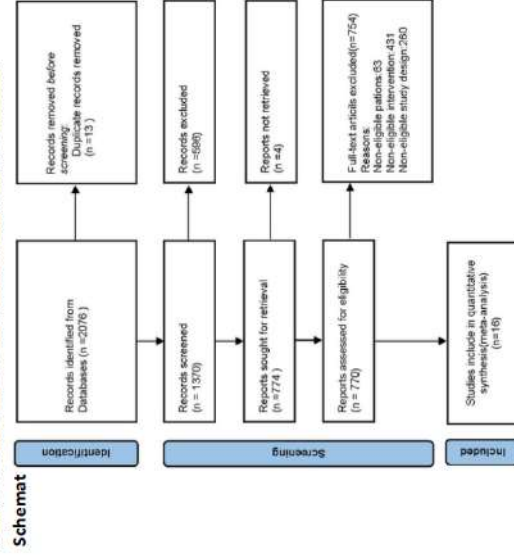 Schemat
Identification
Records identified from
Databases (n =2076 )
Records removed before
screening:
Duplicate records removed
(n =13 )
Screening
Records screened
(n = 1370)
Records excluded
(n =596)
Reports sought for retrieval
(n =774 )
Reports not retrieved
(n =4)
Reports assessed for eligibility
(n = 770)
Full-text articlls excluded(n=754)
Reasons:
Non-eligible pations:63
Non-eligible intervention:431
Non-eligible study design:260
Included
Studies include in quantitative
synthesis(meta-analysis)
(n=16)